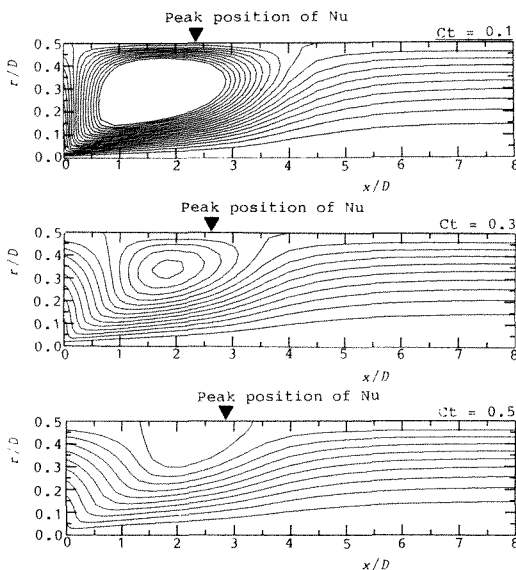 Peak position of Nu
Ct = 0.1
r/D
0.5
0.4
0.3
0.2
0.1
0.0
0 1 2 3 4 5 6 7 8
x/D
Peak position of Nu
Ct = 0.3
r/D
0.5
0.4
0.3
0.2
0.1
0.0
0 1 2 3 4 5 6 7 8
x/D
Peak position of Nu
Ct = 0.5
r/D
0.5
0.4
0.3
0.2
0.1
0.0
0 1 2 3 4 5 6 7 8
x/D